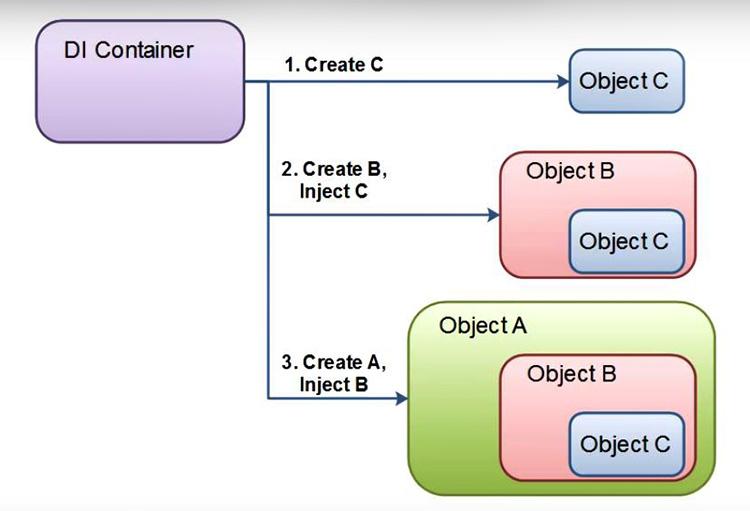 DI Container
1. Create C
Object C
2. Create B,
Inject C
Object B
Object C
3. Create A,
Inject B
Object A
Object B
Object C